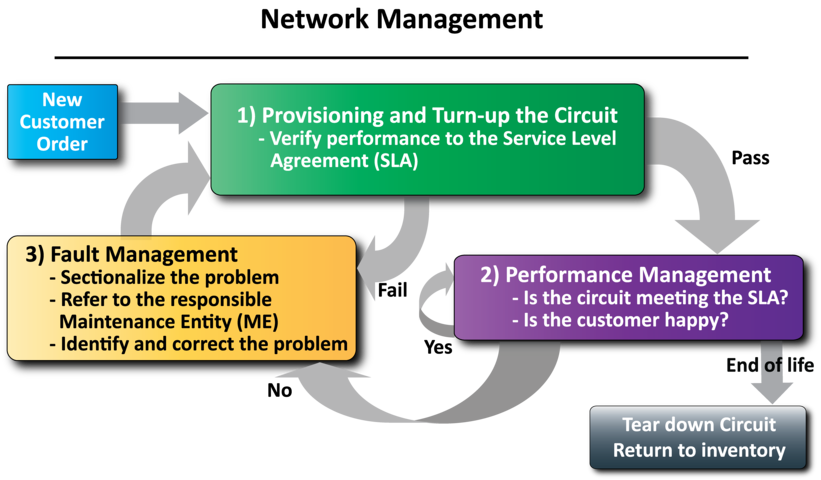 Network Management
New
Customer
Order
1) Provisioning and Turn-up the Circuit
- Verify performance to the Service Level
Agreement (SLA)
Pass
3) Fault Management
- Sectionalize the problem
- Refer to the responsible
Maintenance Entity (ME)
- Identify and correct the problem
Fail
2) Performance Management
- Is the circuit meeting the SLA?
- Is the customer happy?
Yes
No
End of life
Tear down Circuit
Return to inventory